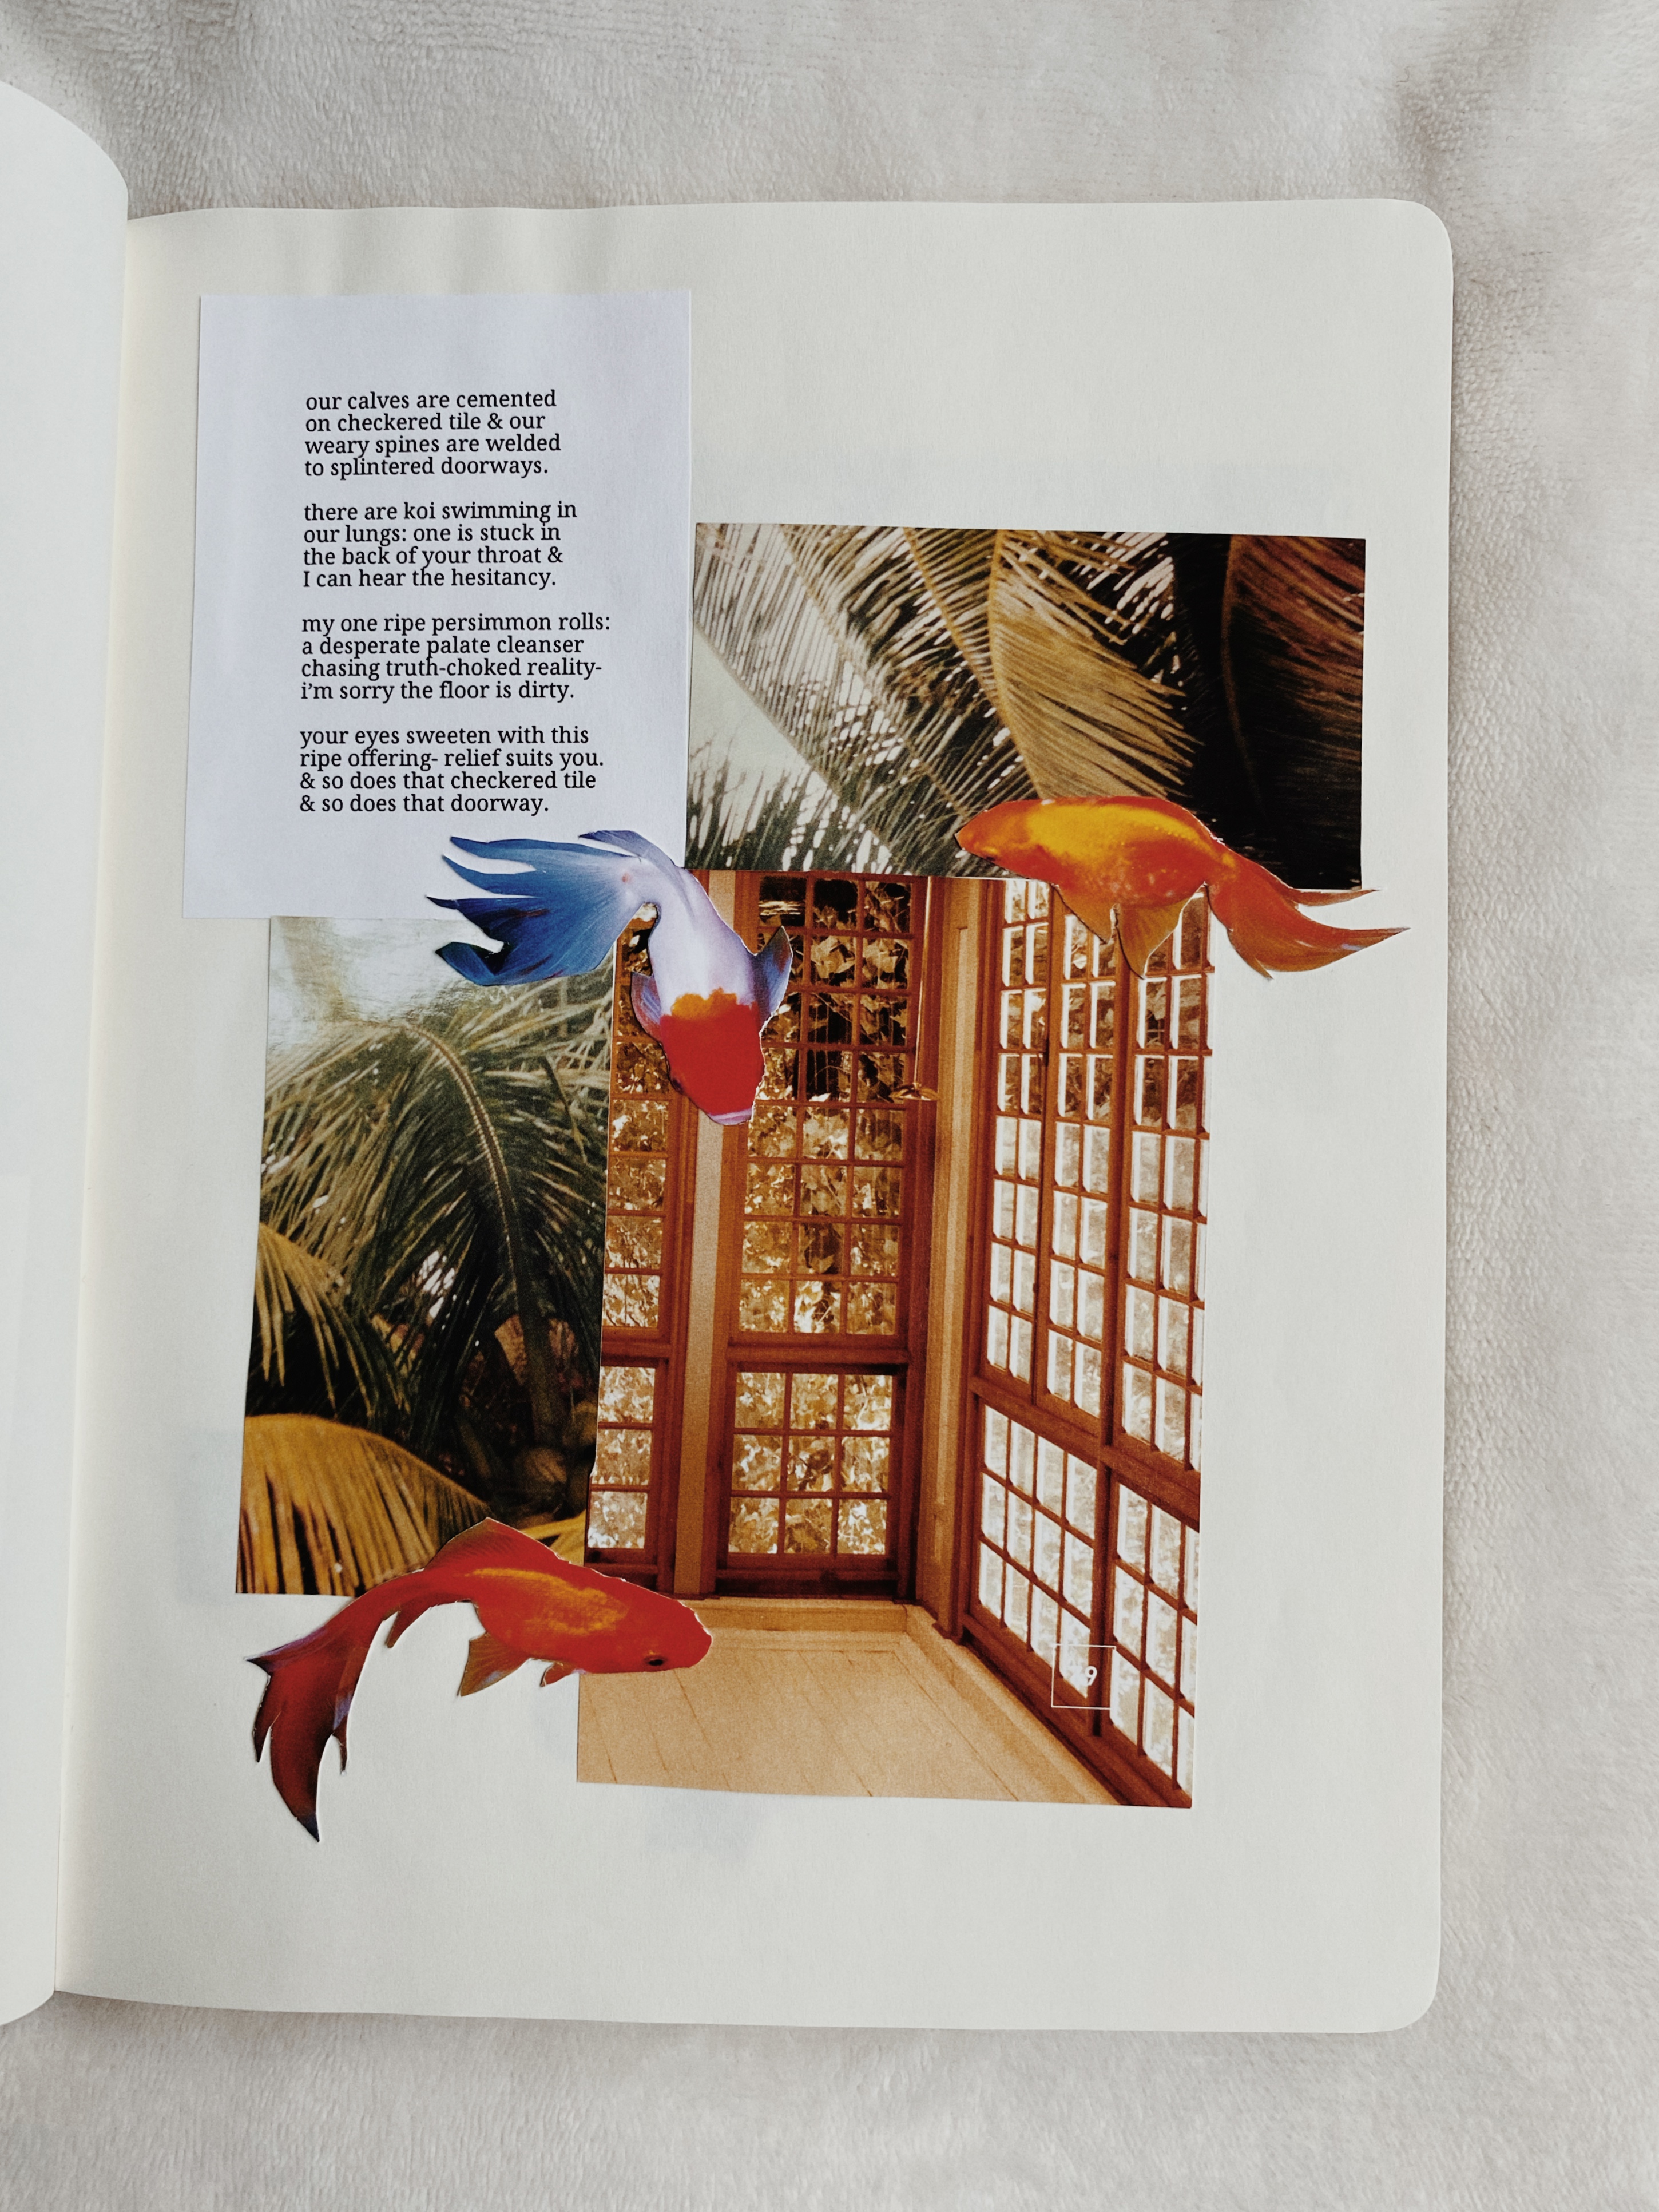 our calves are cemented
on checkered tile & our
weary spines are welded
to splintered doorways.
there are koi swimming in
our lungs: one is stuck in
the back of your throat &
I can hear the hesitancy.
my one ripe persimmon rolls:
a desperate palate cleanser
chasing truth-choked reality-
i'm sorry the floor is dirty.
your eyes sweeten with this
ripe offering- relief suits you.
& so does that checkered tile
& so does that doorway.